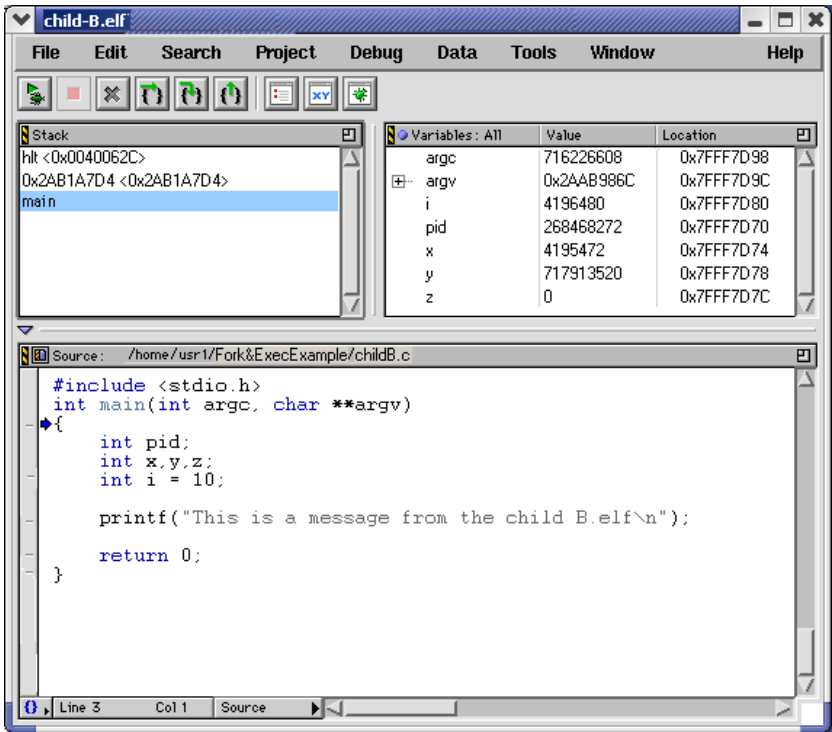 child-B.elf
File Edit Search Project Debug Data Tools Window Help
Stack
hlt <0x0040062C>
0x2AB1A7D4 <0x2AB1A7D4>
main
Variables: All Value Location
argc 716226608 0x7FFF7D98
argv 0x2AAB986C 0x7FFF7D9C
i 4196480 0x7FFF7D80
pid 268468272 0x7FFF7D70
x 4195472 0x7FFF7D74
y 717913520 0x7FFF7D78
z 0 0x7FFF7D7C
Source: /home/usr1/Fork&ExecExample/childB.c
#include <stdio.h>
int main(int argc, char **argv)
{
int pid;
int x,y,z;
int i = 10;
printf("This is a message from the child B.elf\n");
return 0;
}
Line 3 Col 1 Source